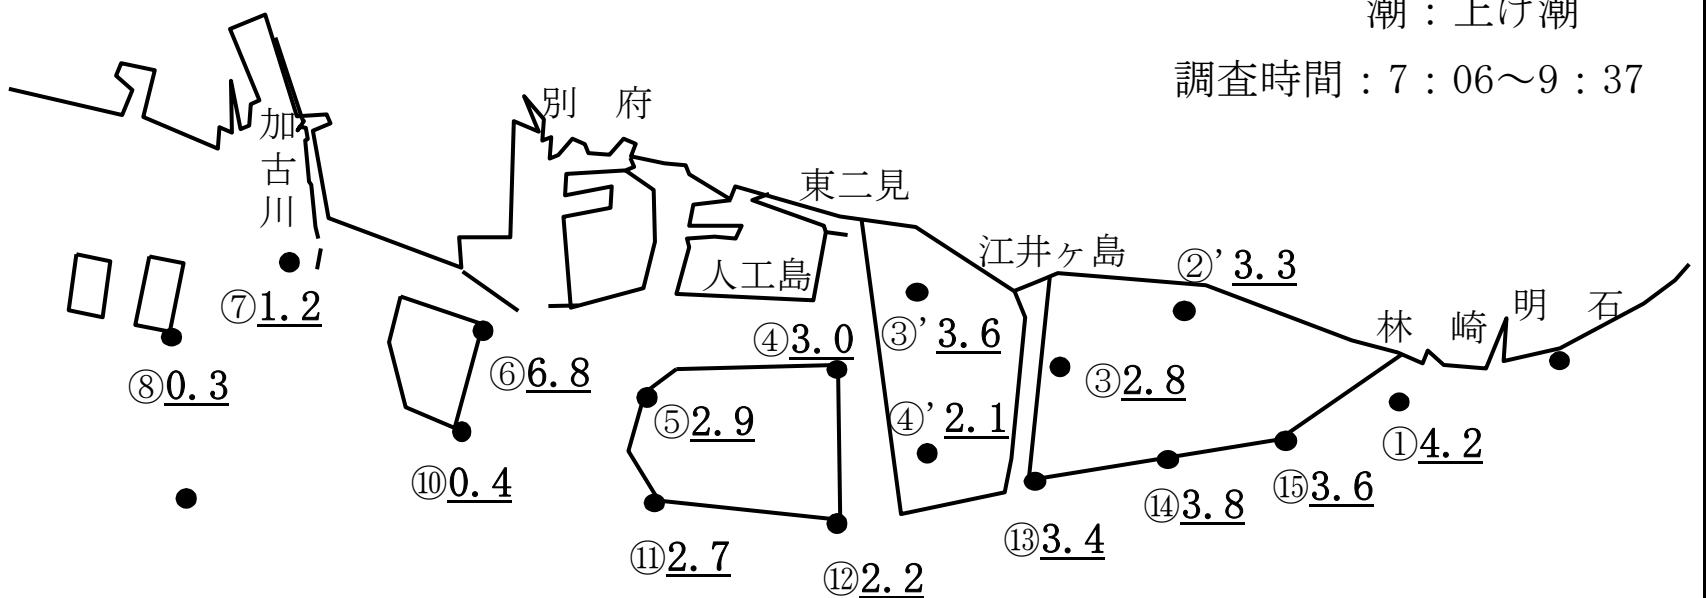 潮：上げ潮
調査時間：7：06～9：37
別　府
加古川
東二見
江井ヶ島
人工島
②’3.3
林　崎
明　石
⑦1.2
④3.0
③’3.6
⑧0.3
⑥6.8
③2.8
⑤2.9
④’2.1
①4.2
⑩0.4
⑭3.8
⑮3.6
⑬3.4
⑪2.7
⑫2.2